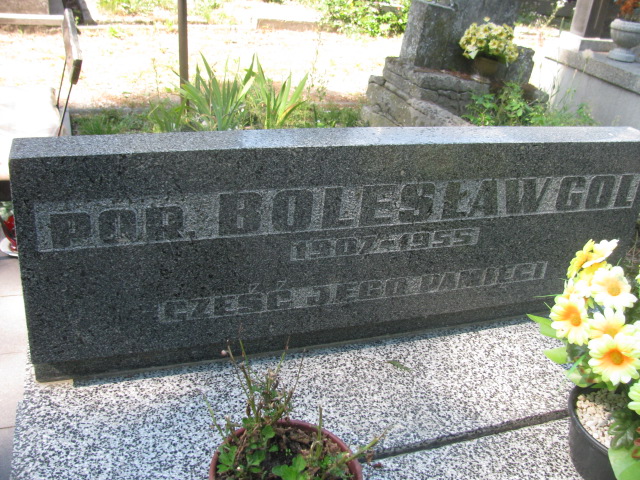 POR. BOLESŁAW GOL
1907-1955
CZEŚĆ JEGO PAMIĘCI